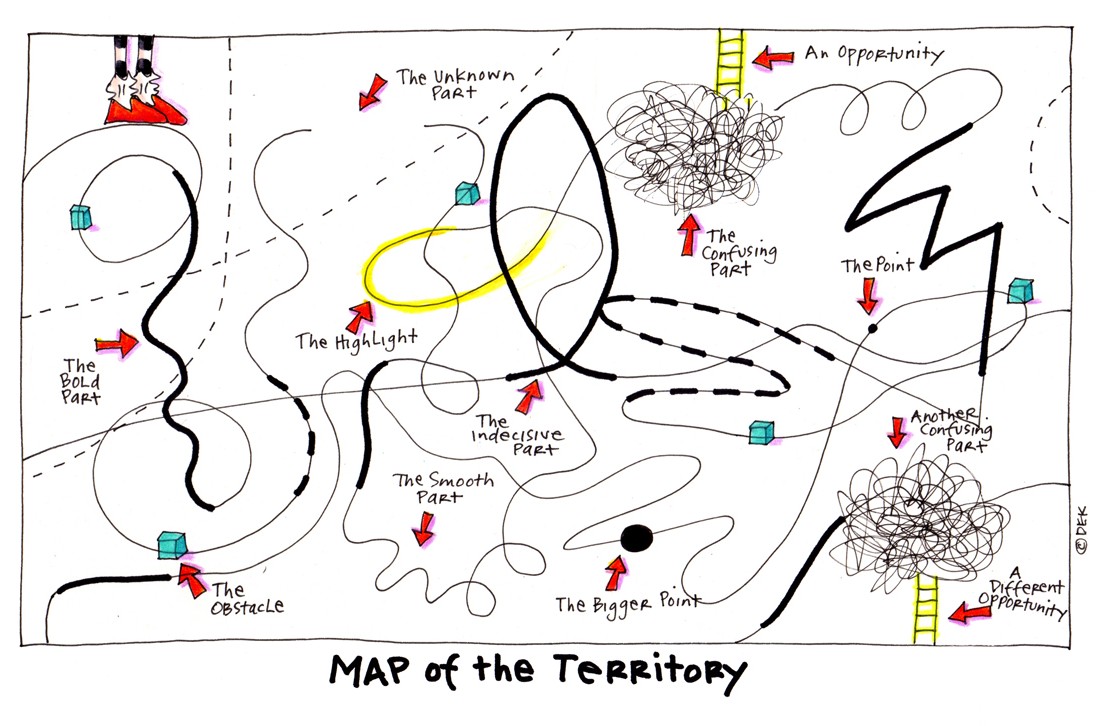 An Opportunity
The Unknown
Part
The
Confusing
Part
The Point
The Highlight
The
Bold
Part
The
Indecisive
Part
Another
Confusing
Part
The Smooth
Part
The
Obstacle
The Bigger Point
A
Different
Opportunity
© DEK
MAP of the Territory